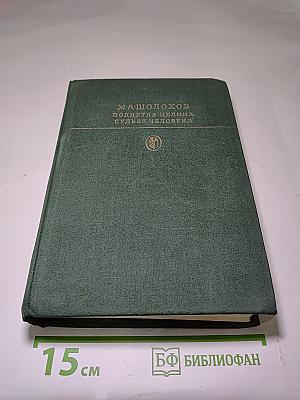 М.А.ШОЛОХОВ
ПОДНЯТАЯ ЦЕЛИНА
СУДЬБА ЧЕЛОВЕКА
15 см
БФ БИБЛИОФАН